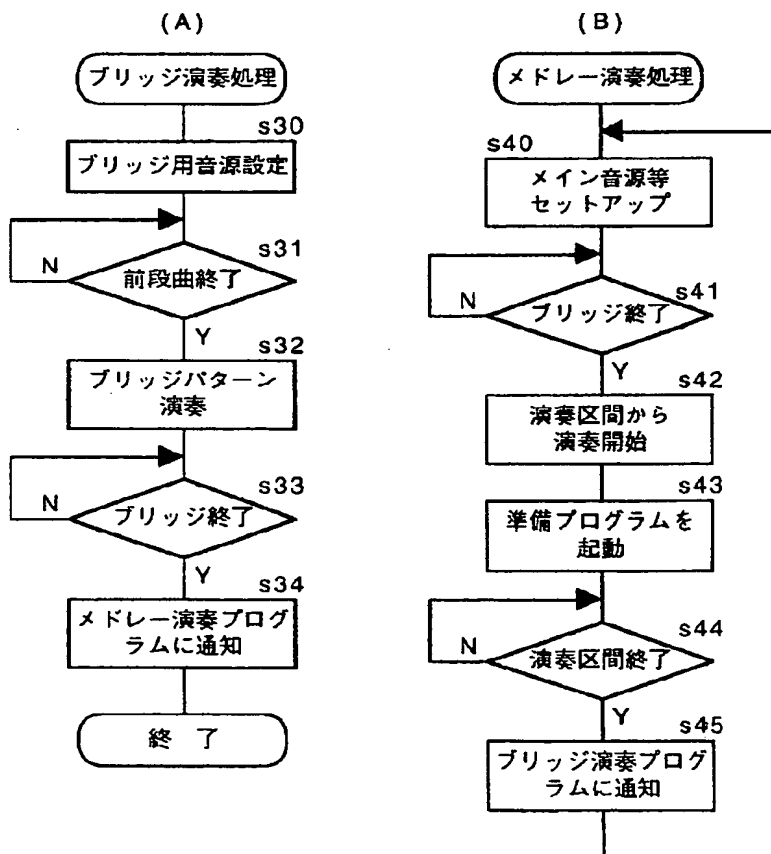 (A)
ブリッジ演奏処理
s30
ブリッジ用音源設定
s31
N
前段曲終了
Y
s32
ブリッジパターン
演奏
s33
N
ブリッジ終了
Y
s34
メドレー演奏プログ
ラムに通知
終 了
(B)
メドレー演奏処理
s40
メイン音源等
セットアップ
s41
N
ブリッジ終了
Y
s42
演奏区間から
演奏開始
s43
準備プログラムを
起動
s44
N
演奏区間終了
Y
s45
ブリッジ演奏プログ
ラムに通知